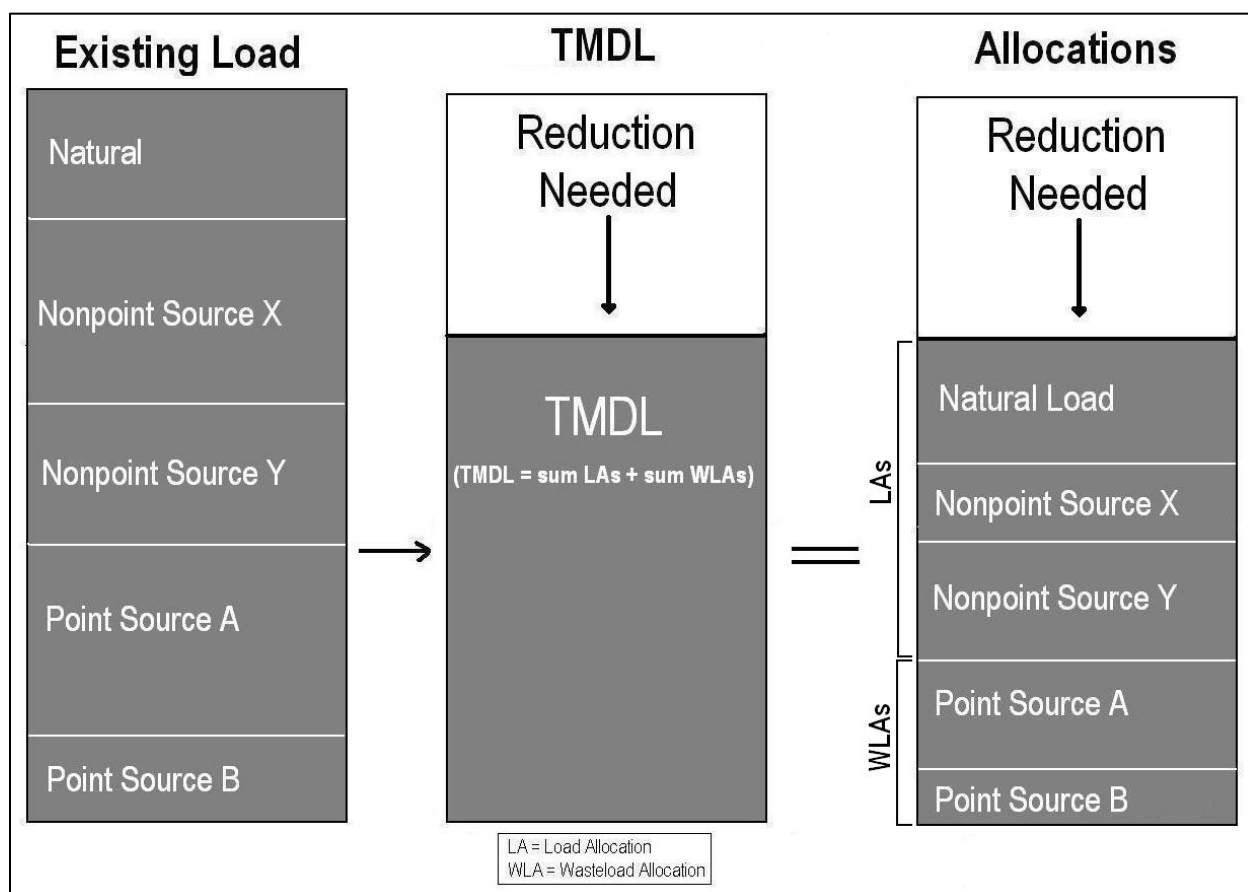 Existing Load
Natural
Nonpoint Source X
Nonpoint Source Y
Point Source A
Point Source B
TMDL
Reduction
Needed
TMDL
(TMDL = sum LAs + sum WLAs)
Allocations
Reduction
Needed
LAs
Natural Load
Nonpoint Source X
Nonpoint Source Y
WLAs
Point Source A
Point Source B
LA = Load Allocation
WLA = Wasteload Allocation